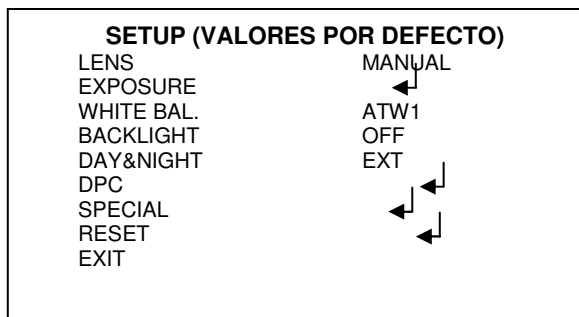 SETUP (VALORES POR DEFECTO)
LENS MANUAL
EXPOSURE
WHITE BAL. ATW1
BACKLIGHT OFF
DAY&NIGHT EXT
DPC
SPECIAL
RESET
EXIT